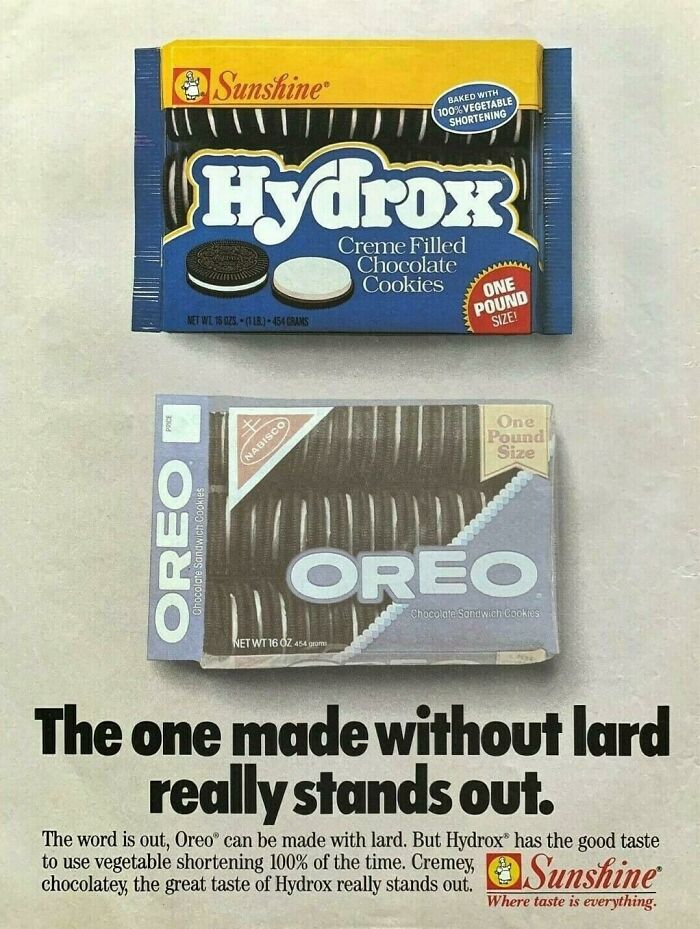 Sunshine®
BAKED WITH
100% VEGETABLE
SHORTENING
Hydrox
Creme Filled
Chocolate
Cookies
ONE
POUND
SIZE!
NET WT. 16 OZS. • (1 LB.) • 454 GRAMS
PRICE
OREO
Chocolate Sandwich Cookies
NABISCO
One
Pound
Size
OREO
Chocolate Sandwich Cookies
NET WT 16 OZ 454 grams
The one made without lard
really stands out.
The word is out, Oreo® can be made with lard. But Hydrox® has the good taste
to use vegetable shortening 100% of the time. Cremey,
chocolatey, the great taste of Hydrox really stands out.
Sunshine®
Where taste is everything.